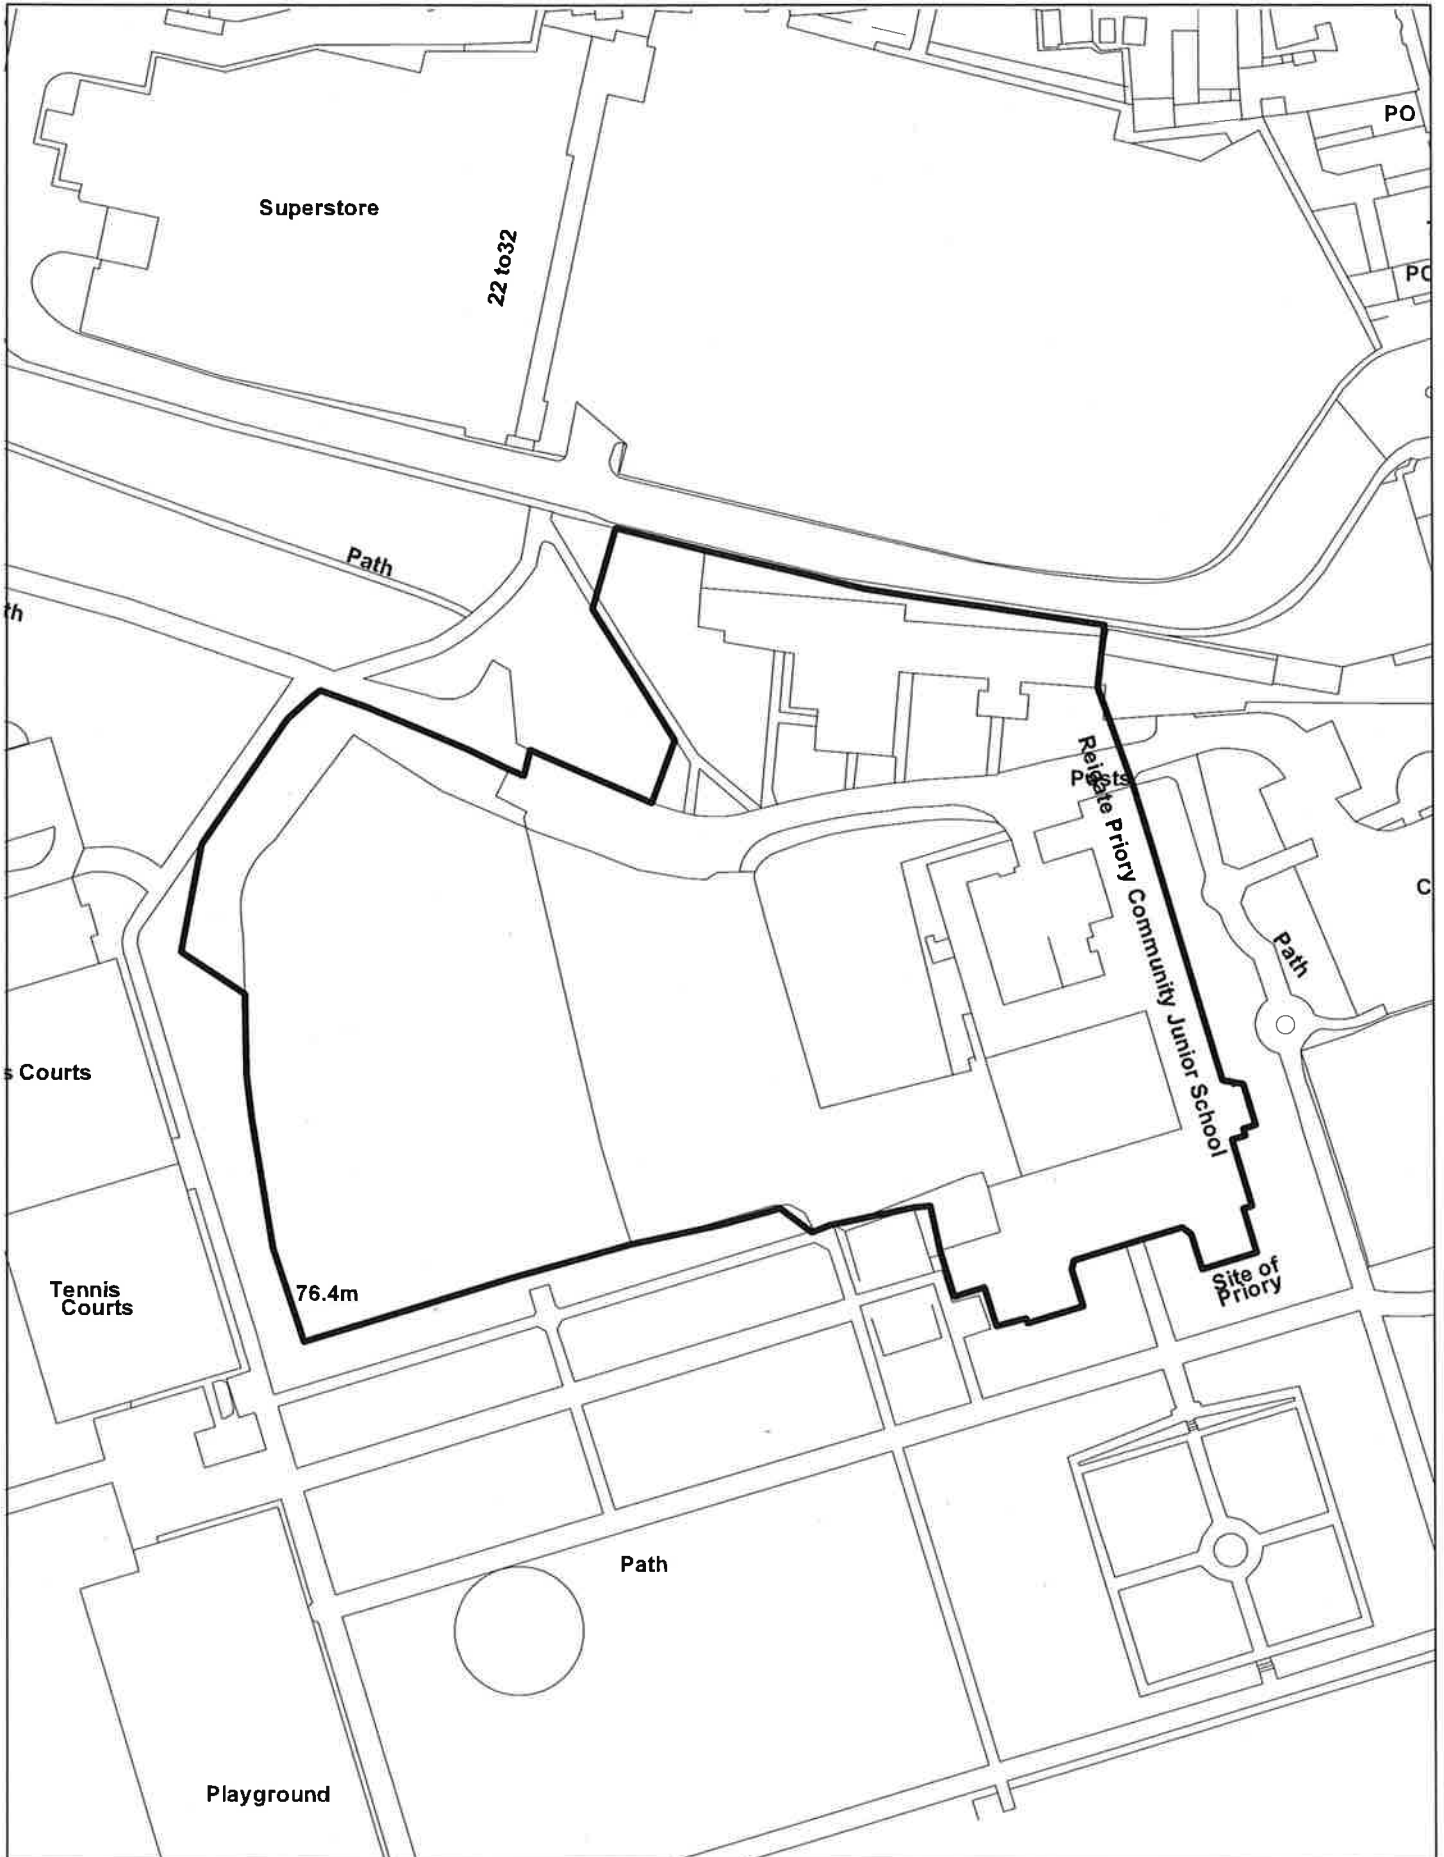 PO
Superstore
22 to32
PO
Path
th
Posts
Reigate Priory Community Junior School
C
Path
s Courts
Site of
Priory
Tennis
Courts
76.4m
Path
Playground